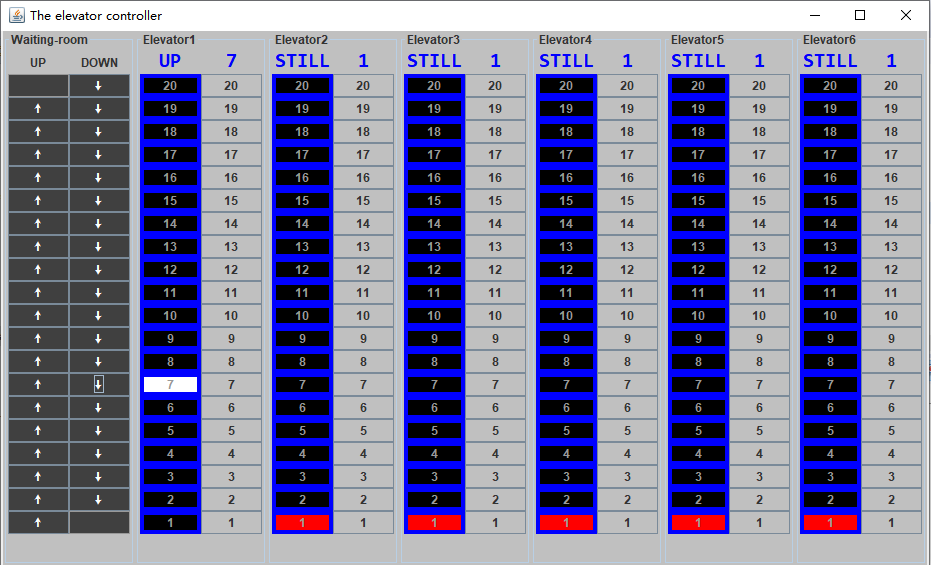 The elevator controller
Waiting-room Elevator1 Elevator2 Elevator3 Elevator4 Elevator5 Elevator6
UP DOWN UP 7 STILL 1 STILL 1 STILL 1 STILL 1 STILL 1
↓ 20 20 20 20 20 20 20 20 20 20 20 20
↑ ↓ 19 19 19 19 19 19 19 19 19 19 19 19
↑ ↓ 18 18 18 18 18 18 18 18 18 18 18 18
↑ ↓ 17 17 17 17 17 17 17 17 17 17 17 17
↑ ↓ 16 16 16 16 16 16 16 16 16 16 16 16
↑ ↓ 15 15 15 15 15 15 15 15 15 15 15 15
↑ ↓ 14 14 14 14 14 14 14 14 14 14 14 14
↑ ↓ 13 13 13 13 13 13 13 13 13 13 13 13
↑ ↓ 12 12 12 12 12 12 12 12 12 12 12 12
↑ ↓ 11 11 11 11 11 11 11 11 11 11 11 11
↑ ↓ 10 10 10 10 10 10 10 10 10 10 10 10
↑ ↓ 9 9 9 9 9 9 9 9 9 9 9 9
↑ ↓ 8 8 8 8 8 8 8 8 8 8 8 8
↑ ↓ 7 7 7 7 7 7 7 7 7 7 7 7
↑ ↓ 6 6 6 6 6 6 6 6 6 6 6 6
↑ ↓ 5 5 5 5 5 5 5 5 5 5 5 5
↑ ↓ 4 4 4 4 4 4 4 4 4 4 4 4
↑ ↓ 3 3 3 3 3 3 3 3 3 3 3 3
↑ ↓ 2 2 2 2 2 2 2 2 2 2 2 2
↑ 1 1 1 1 1 1 1 1 1 1 1 1